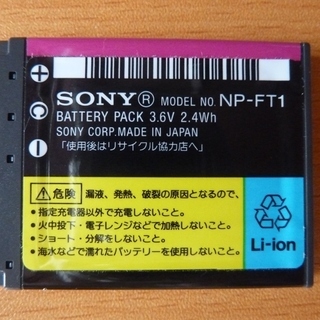 SONY® MODEL NO. NP-FT1
BATTERY PACK 3.6V 2.4Wh
SONY CORP. MADE IN JAPAN
「使用後はリサイクル協力店へ」
⚠危険 漏液、発熱、破裂の原因となるので、
●指定充電器以外で充電しないこと。
●火中投下・電子レンジなどで加熱しないこと。
●ショート・分解をしないこと。
●海水などで濡れたバッテリーを使用しないこと。
Li-ion